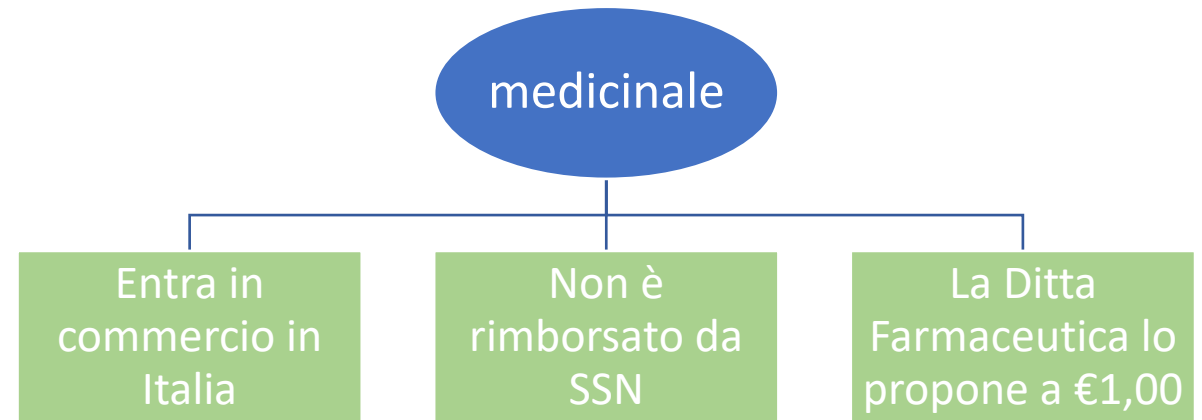 medicinale
Entra in
commercio in
Italia
Non è
rimborsato da
SSN
La Ditta
Farmaceutica lo
propone a €1,00